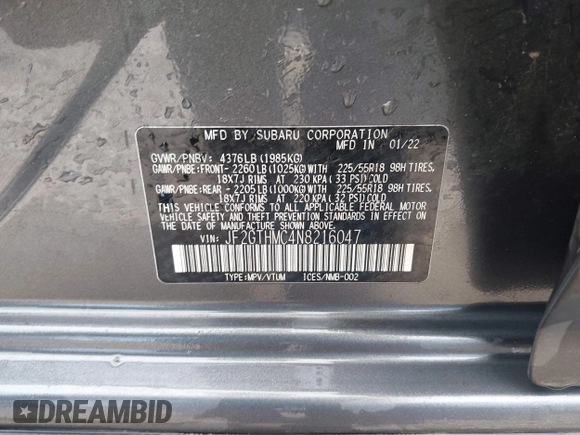 MFD. BY SUBARU CORPORATION
MFD IN 01/22
GVWR/PNBV: 4376LB(1985KG)
GAWR/PNBE:FRONT- 2260LB(1025KG)WITH 225/55R18 98H TIRES.
18X7J RIMS AT 230 KPA(33 PSI)COLD
GAWR/PNBE:REAR - 2205LB(1000KG)WITH 225/55R18 98H TIRES.
18X7J RIMS AT 220 KPA(32 PSI)COLD
THIS VEHICLE CONFORMS TO ALL APPLICABLE FEDERAL MOTOR
VEHICLE SAFETY AND THEFT PREVENTION STANDARDS IN EFFECT
ON THE DATE OF MANUFACTURE SHOWN ABOVE.
VIN: JF2GTHMC4N8216047
TYPE:MPV/VTUM ICES/NMB-002
DREAMBID